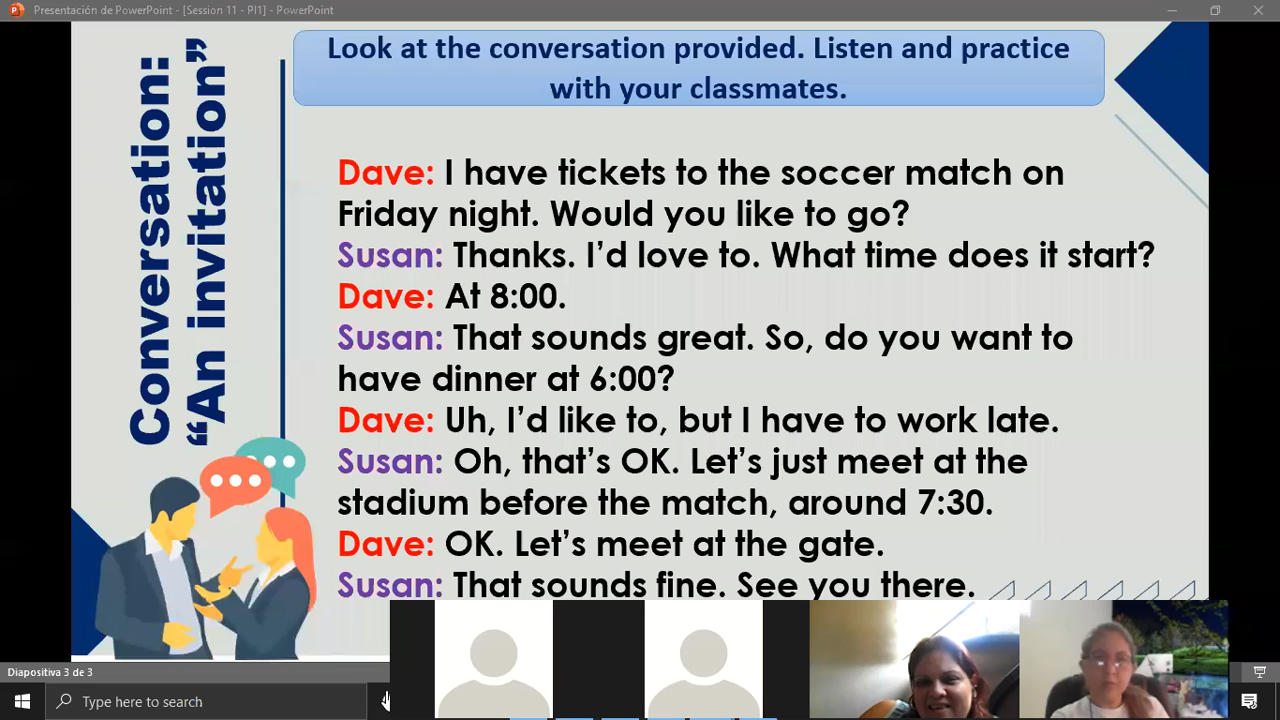 Presentación de PowerPoint - [Session 11 - PI1] - PowerPoint
Conversation:
“An invitation”
Look at the conversation provided. Listen and practice
with your classmates.
Dave: I have tickets to the soccer match on
Friday night. Would you like to go?
Susan: Thanks. I’d love to. What time does it start?
Dave: At 8:00.
Susan: That sounds great. So, do you want to
have dinner at 6:00?
Dave: Uh, I’d like to, but I have to work late.
Susan: Oh, that’s OK. Let’s just meet at the
stadium before the match, around 7:30.
Dave: OK. Let’s meet at the gate.
Susan: That sounds fine. See you there.
Diapositiva 3 de 3
Type here to search